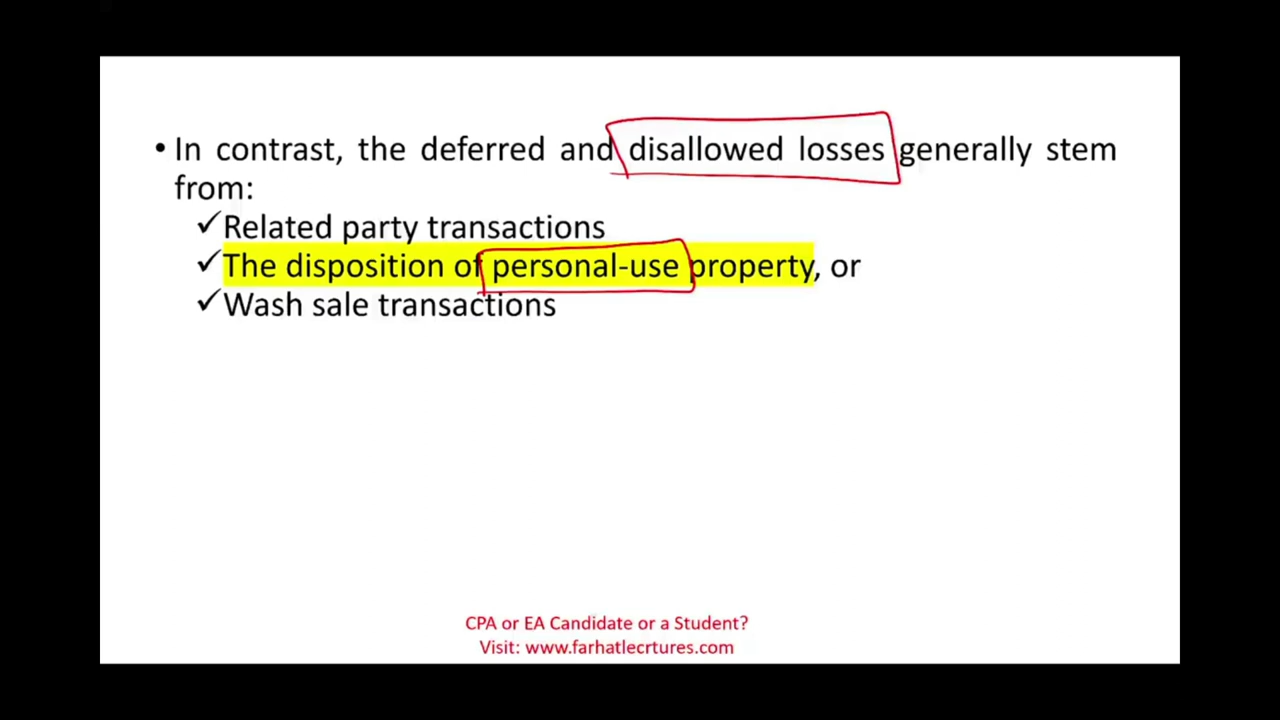 • In contrast, the deferred and disallowed losses generally stem
from:
✓Related party transactions
✓The disposition of personal-use property, or
✓Wash sale transactions
CPA or EA Candidate or a Student?
Visit: www.farhatlecrtures.com